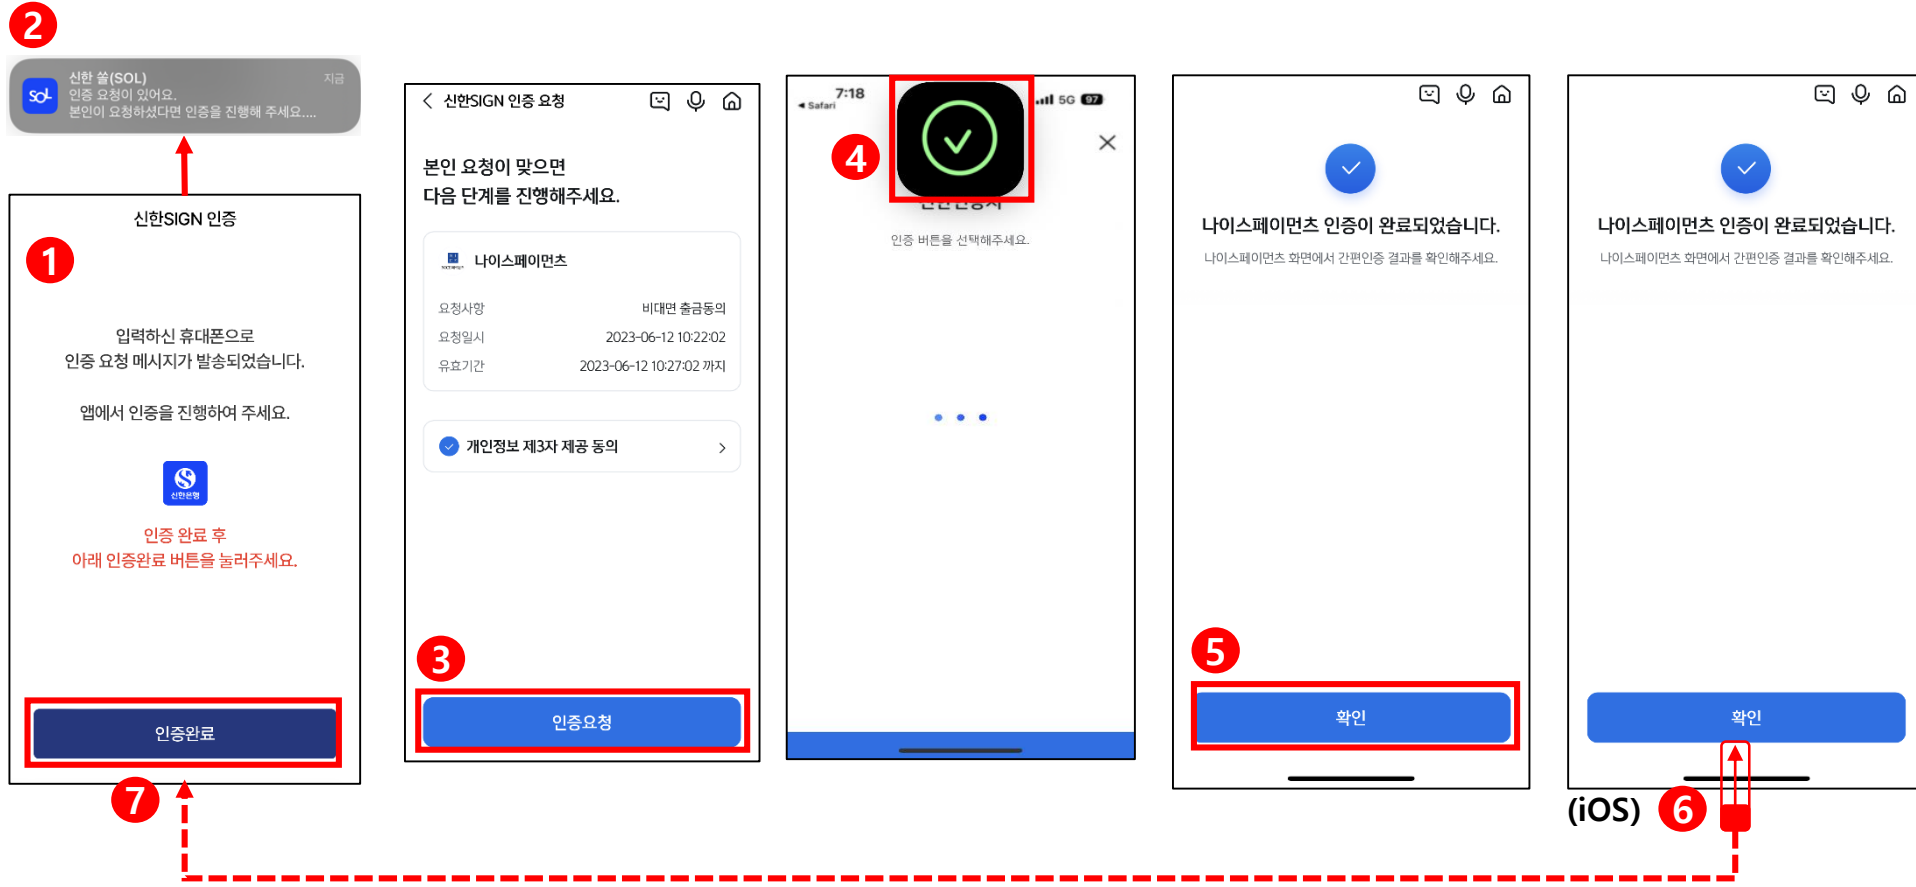 2
신한 쏠(SOL)
지금
인증 요청이 있어요.
본인이 요청하셨다면 인증을 진행해 주세요....
SOL
신한SIGN 인증
1
입력하신 휴대폰으로
인증 요청 메시지가 발송되었습니다.
앱에서 인증을 진행하여 주세요.
신한은행
인증 완료 후
아래 인증완료 버튼을 눌러주세요.
인증완료
7
신한SIGN 인증 요청
본인 요청이 맞으면
다음 단계를 진행해주세요.
나이스페이먼츠
요청사항 비대면 출금동의
요청일시 2023-06-12 10:22:02
유효기간 2023-06-12 10:27:02 까지
개인정보 제3자 제공 동의
3
인증요청
7:18
5G 97
Safari
4
인증 버튼을 선택해주세요.
나이스페이먼츠 인증이 완료되었습니다.
나이스페이먼츠 화면에서 간편인증 결과를 확인해주세요.
5
확인
나이스페이먼츠 인증이 완료되었습니다.
나이스페이먼츠 화면에서 간편인증 결과를 확인해주세요.
확인
(iOS) 6